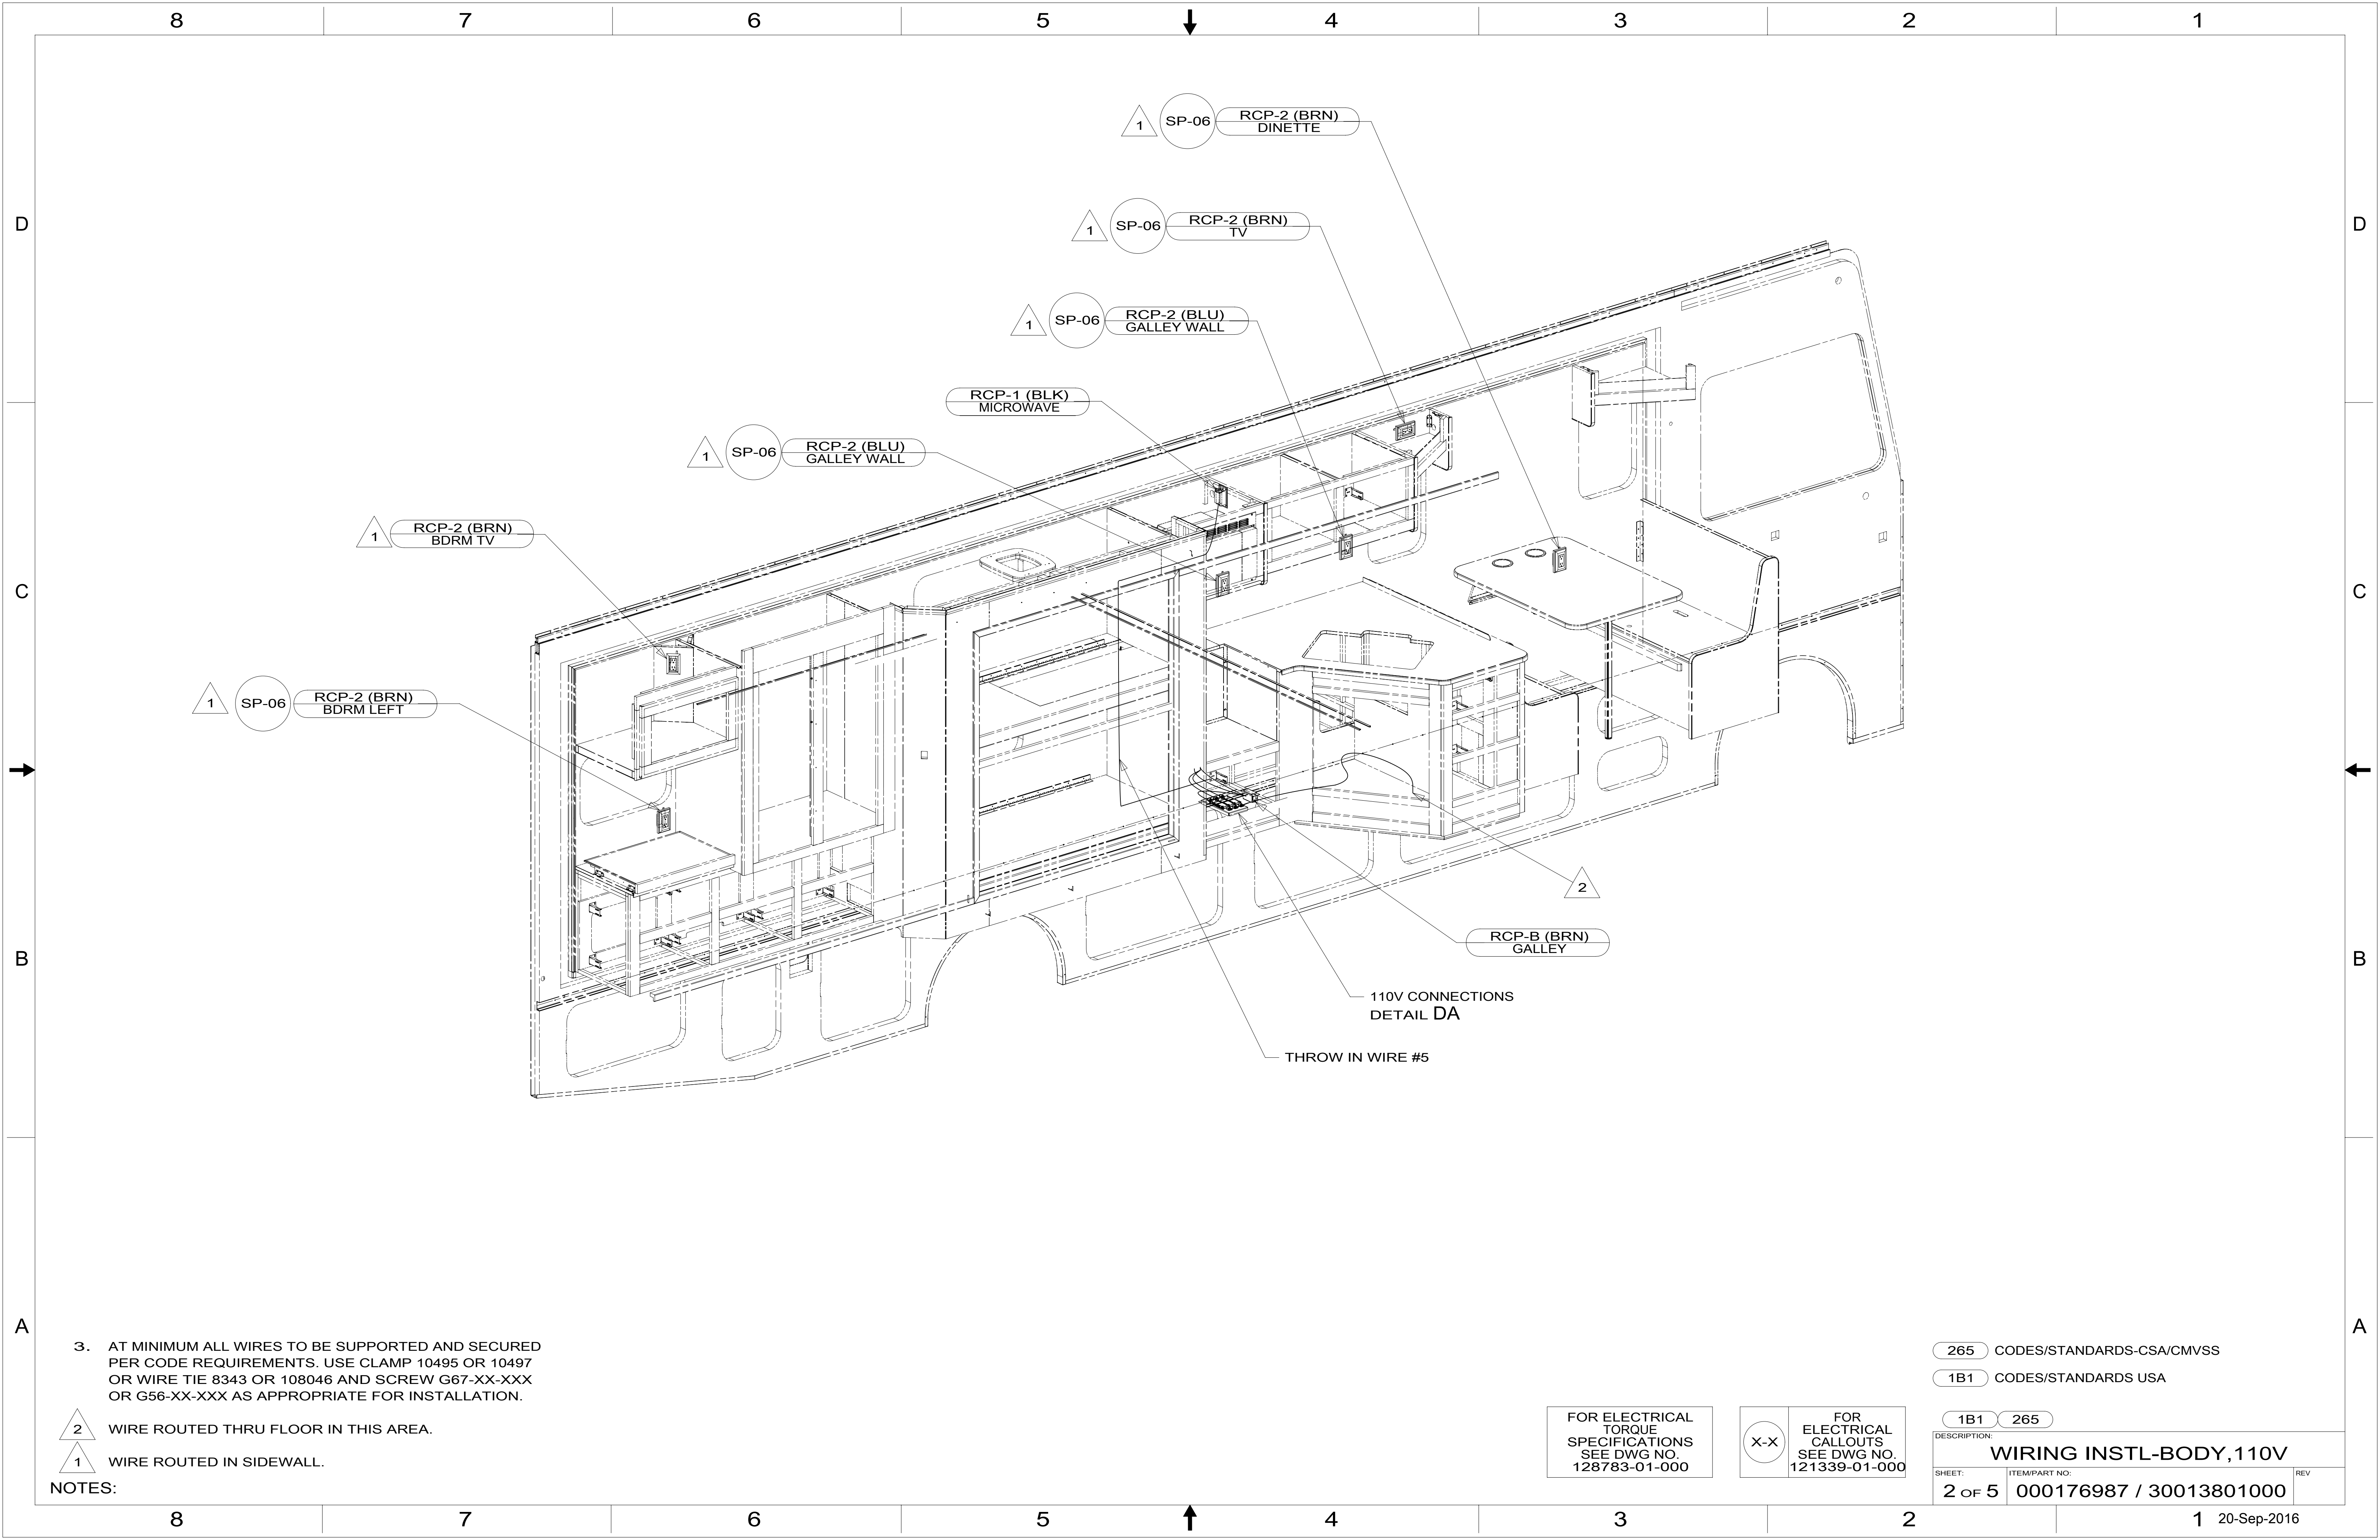 8 7 6 5 4 3 2 1
1 SP-06 RCP-2 (BRN)
DINETTE
D D
1 SP-06 RCP-2 (BRN)
TV
1 SP-06 RCP-2 (BLU)
GALLEY WALL
RCP-1 (BLK)
MICROWAVE
1 SP-06 RCP-2 (BLU)
GALLEY WALL
1 RCP-2 (BRN)
BDRM TV
C C
1 SP-06 RCP-2 (BRN)
BDRM LEFT
2
RCP-B (BRN)
GALLEY
B B
110V CONNECTIONS
DETAIL DA
THROW IN WIRE #5
A A
3. AT MINIMUM ALL WIRES TO BE SUPPORTED AND SECURED
PER CODE REQUIREMENTS. USE CLAMP 10495 OR 10497
OR WIRE TIE 8343 OR 108046 AND SCREW G67-XX-XXX
OR G56-XX-XXX AS APPROPRIATE FOR INSTALLATION.
2 WIRE ROUTED THRU FLOOR IN THIS AREA.
1 WIRE ROUTED IN SIDEWALL.
NOTES:
FOR ELECTRICAL
TORQUE
SPECIFICATIONS
SEE DWG NO.
128783-01-000
X-X
FOR
ELECTRICAL
CALLOUTS
SEE DWG NO.
121339-01-000
265 CODES/STANDARDS-CSA/CMVSS
1B1 CODES/STANDARDS USA
1B1 265
DESCRIPTION:
WIRING INSTL-BODY,110V
SHEET: ITEM/PART NO: REV
2 OF 5 000176987 / 30013801000
8 7 6 5 4 3 2 1 20-Sep-2016